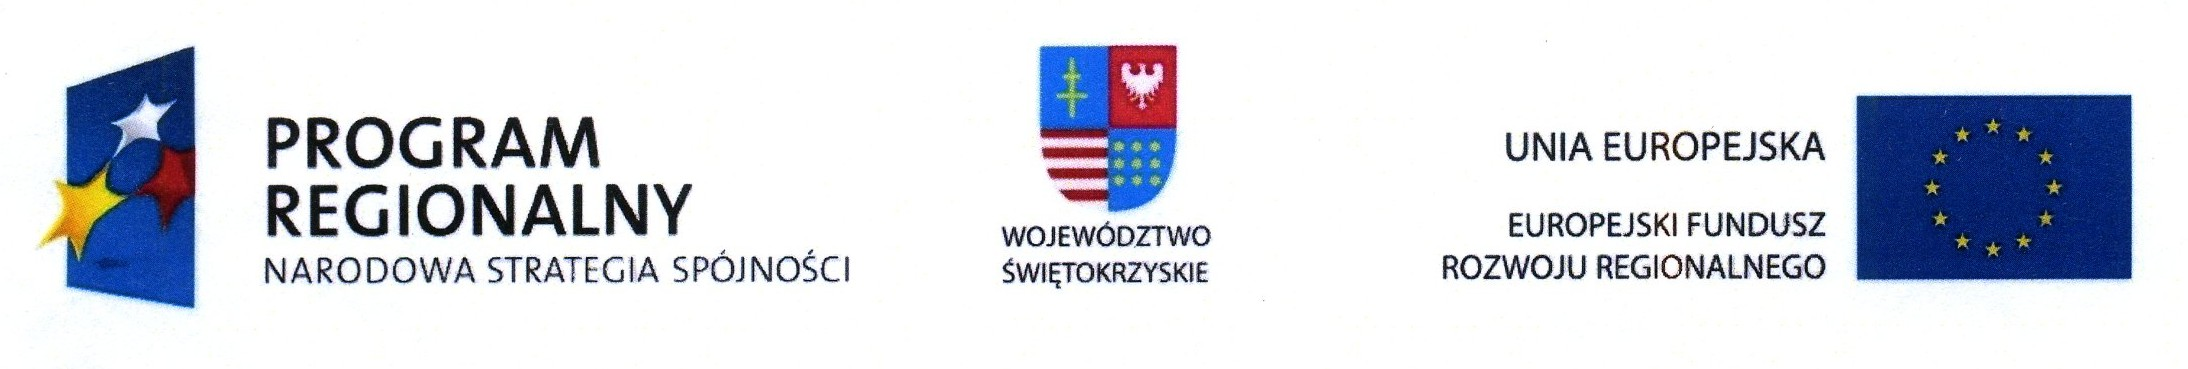 PROGRAM
REGIONALNY
NARODOWA STRATEGIA SPÓJNOŚCI
WOJEWÓDZTWO
ŚWIĘTOKRZYSKIE
UNIA EUROPEJSKA
EUROPEJSKI FUNDUSZ
ROZWOJU REGIONALNEGO